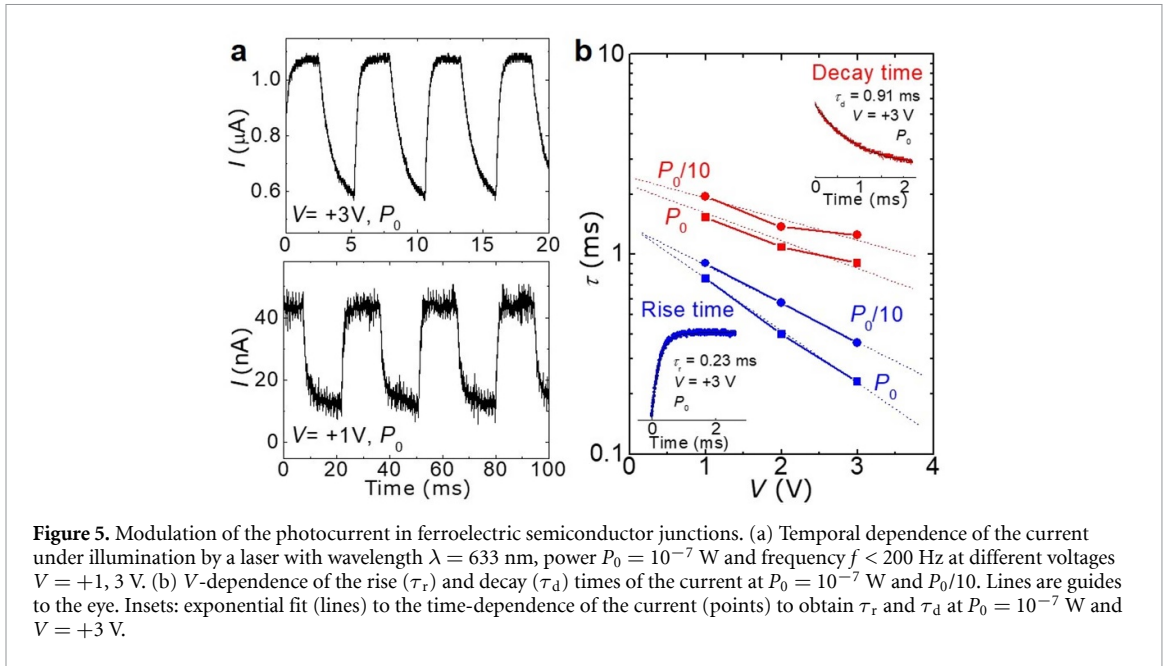 a
I (μA)
1.0
0.8
0.6
V= +3V, P0
0 5 10 15 20
I (nA)
40
20
0
V= +1V, P0
0 20 40 60 80 100
Time (ms)
b
τ (ms)
10
1
0.1
Decay time
τd = 0.91 ms
V = +3 V
P0
0 1 2
Time (ms)
P0/10
P0
Rise time
τr = 0.23 ms
V = +3 V
P0
0 2
Time (ms)
P0/10
P0
0 1 2 3 4
V (V)
Figure 5. Modulation of the photocurrent in ferroelectric semiconductor junctions. (a) Temporal dependence of the current
under illumination by a laser with wavelength λ = 633 nm, power P0 = 10−7 W and frequency f < 200 Hz at different voltages
V = +1, 3 V. (b) V-dependence of the rise (τr) and decay (τd) times of the current at P0 = 10−7 W and P0/10. Lines are guides
to the eye. Insets: exponential fit (lines) to the time-dependence of the current (points) to obtain τr and τd at P0 = 10−7 W and
V = +3 V.